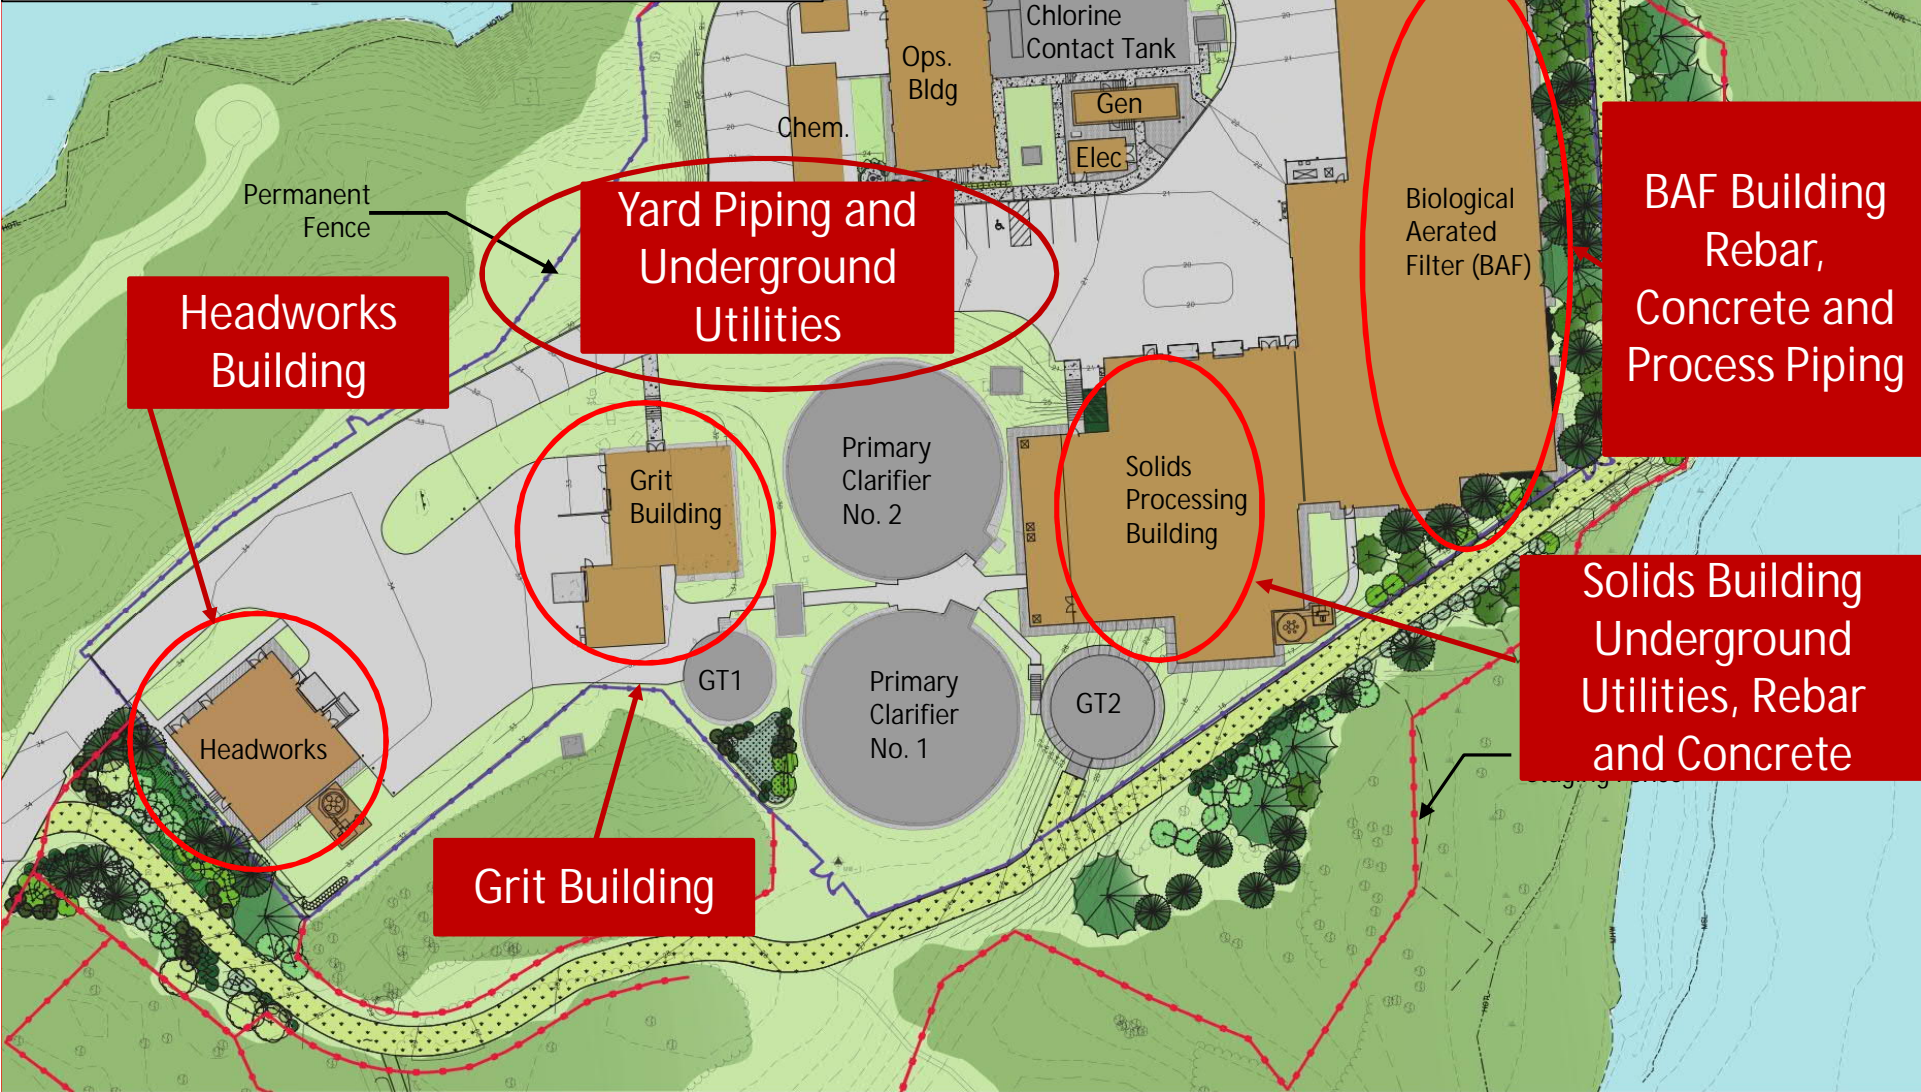 Chlorine
Contact Tank
Ops.
Bldg
Gen
Chem.
Elec
Permanent
Fence
Yard Piping and
Underground
Utilities
Biological
Aerated
Filter (BAF)
BAF Building
Rebar,
Concrete and
Process Piping
Headworks
Building
Grit
Building
Primary
Clarifier
No. 2
Solids
Processing
Building
Solids Building
Underground
Utilities, Rebar
and Concrete
GT1
Primary
Clarifier
No. 1
GT2
Headworks
Grit Building